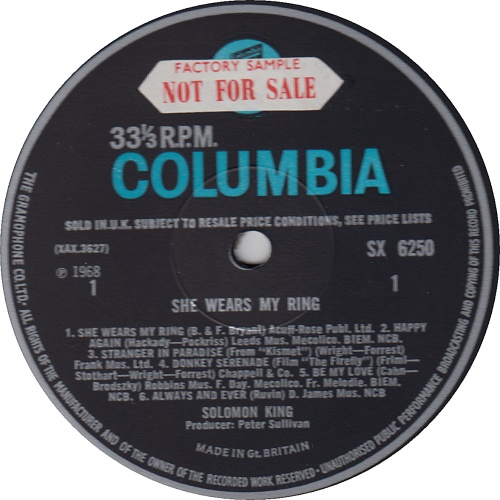 FACTORY SAMPLE
NOT FOR SALE
33⅓ R.P.M.
COLUMBIA
SOLD IN U.K. SUBJECT TO RESALE PRICE CONDITIONS, SEE PRICE LISTS
(XAX.3627)
SX 6250
℗ 1968
1
1
SHE WEARS MY RING
1. SHE WEARS MY RING (B. & F. Bryant) Acuff-Rose Publ. Ltd. 2. HAPPY
AGAIN (Hackady—Pockriss) Leeds Mus. Mecolico. BIEM. NCB.
3. STRANGER IN PARADISE (From "Kismet") (Wright—Forrest)
Frank Mus. Ltd. 4. DONKEY SERENADE (Film "The Firefly") (Friml—
Stothart—Wright—Forrest) Chappell & Co. 5. BE MY LOVE (Cahn—
Brodszky) Robbins Mus. F. Day. Mecolico. Fr. Melodie. BIEM.
NCB. 6. ALWAYS AND EVER (Ruvin) D. James Mus. NCB
SOLOMON KING
Producer: Peter Sullivan
MADE IN Gt. BRITAIN
THE GRAMOPHONE CO. LTD. · ALL RIGHTS OF THE MANUFACTURER AND OF THE OWNER OF THE RECORDED WORK RESERVED · UNAUTHORISED PUBLIC PERFORMANCE BROADCASTING AND COPYING OF THIS RECORD PROHIBITED